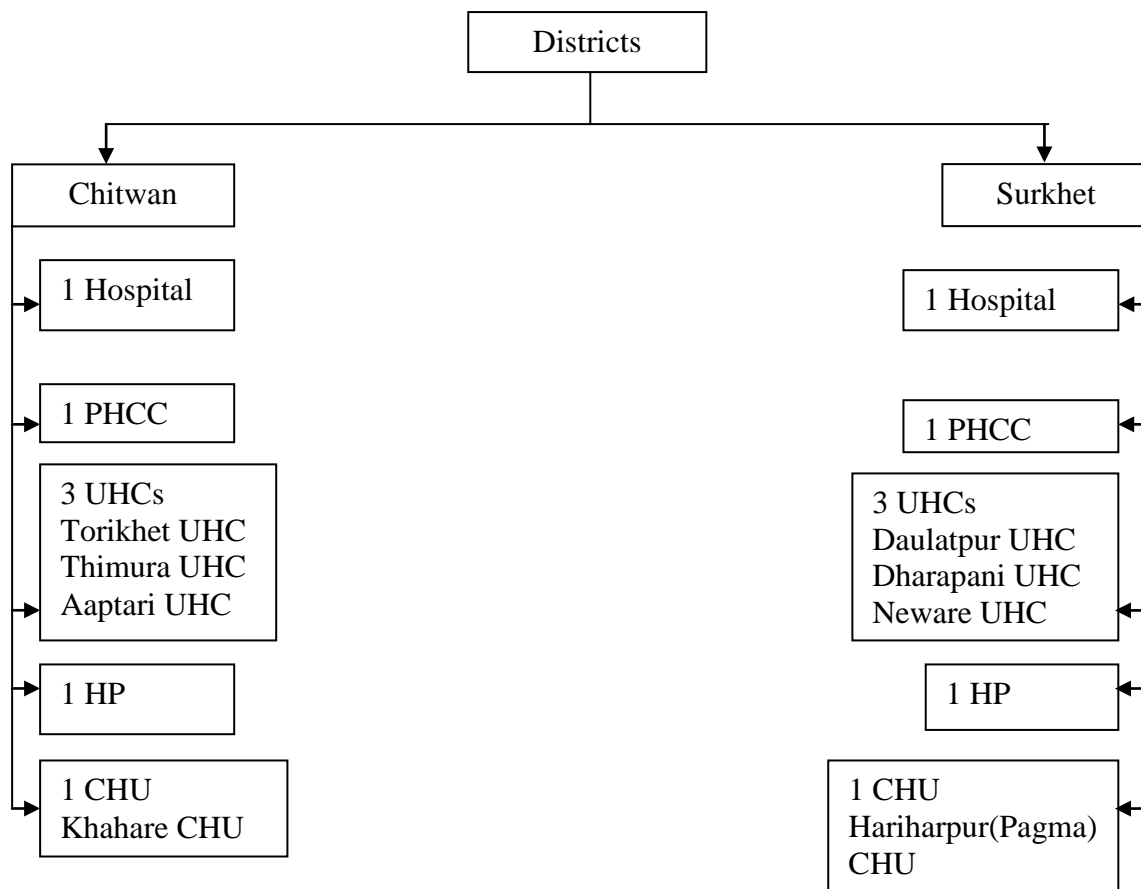 Districts
Chitwan
1 Hospital
1 PHCC
3 UHCs
Torikhet UHC
Thimura UHC
Aaptari UHC
1 HP
1 CHU
Khahare CHU
Surkhet
1 Hospital
1 PHCC
3 UHCs
Daulatpur UHC
Dharapani UHC
Neware UHC
1 HP
1 CHU
Hariharpur(Pagma)
CHU